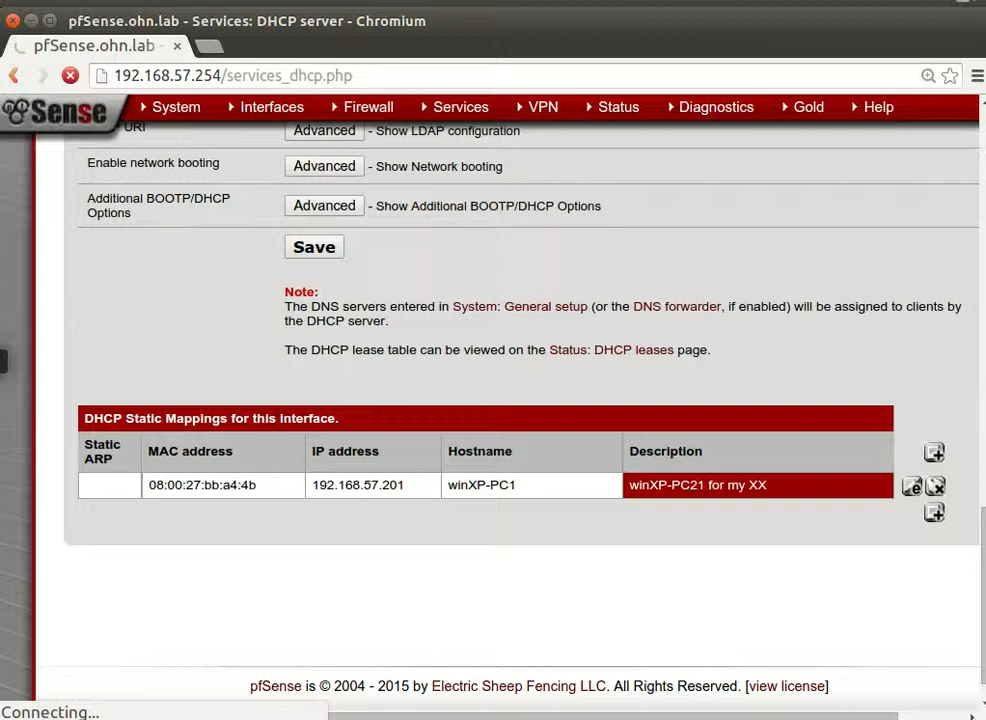 pfSense.ohn.lab - Services: DHCP server - Chromium
pfSense.ohn.lab -
192.168.57.254/services_dhcp.php
Sense System Interfaces Firewall Services VPN Status Diagnostics Gold Help
URI Advanced - Show LDAP configuration
Enable network booting Advanced - Show Network booting
Additional BOOTP/DHCP
Options
Advanced - Show Additional BOOTP/DHCP Options
Save
Note:
The DNS servers entered in System: General setup (or the DNS forwarder, if enabled) will be assigned to clients by
the DHCP server.
The DHCP lease table can be viewed on the Status: DHCP leases page.
DHCP Static Mappings for this interface.
Static
ARP
MAC address IP address Hostname Description
08:00:27:bb:a4:4b 192.168.57.201 winXP-PC1 winXP-PC21 for my XX
pfSense is © 2004 - 2015 by Electric Sheep Fencing LLC. All Rights Reserved. [view license]
Connecting...